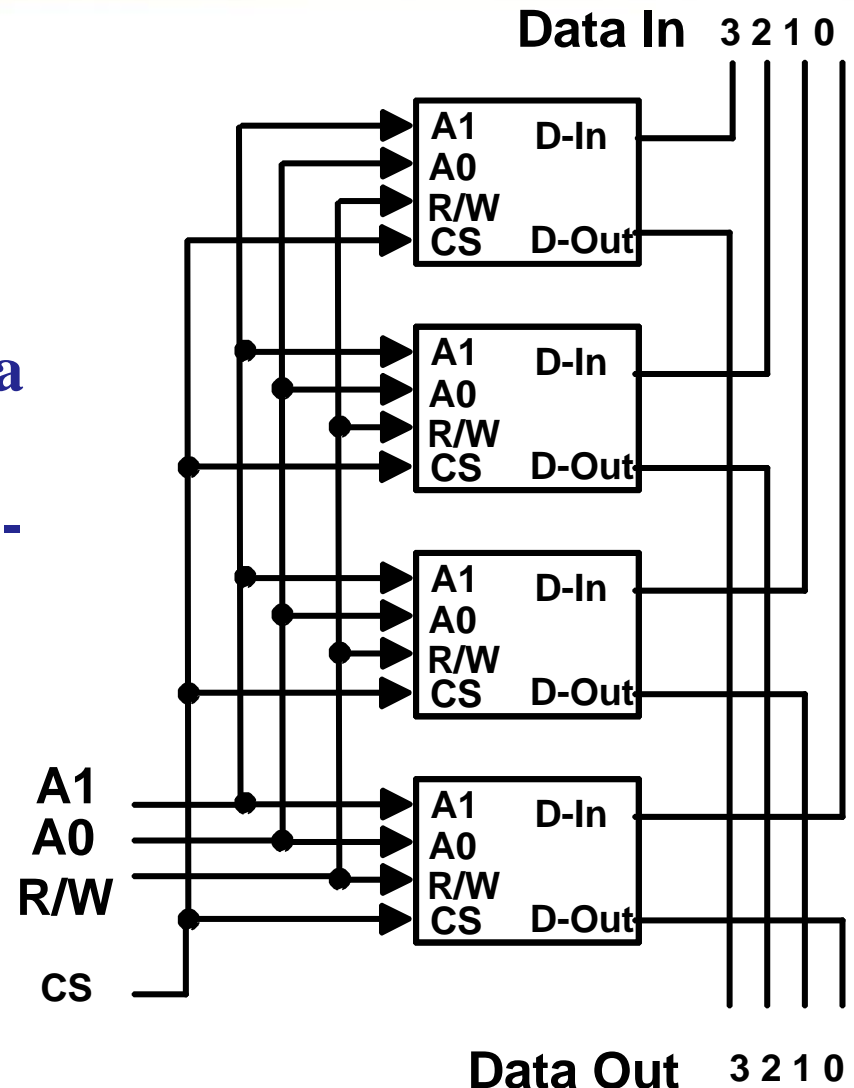 Data In 3 2 1 0
A1 D-In
A0
R/W
CS D-Out
a
A1 D-In
A0
R/W
CS D-Out
-
A1 D-In
A0
R/W
CS D-Out
A1
A0
R/W
CS
A1 D-In
A0
R/W
CS D-Out
Data Out 3 2 1 0